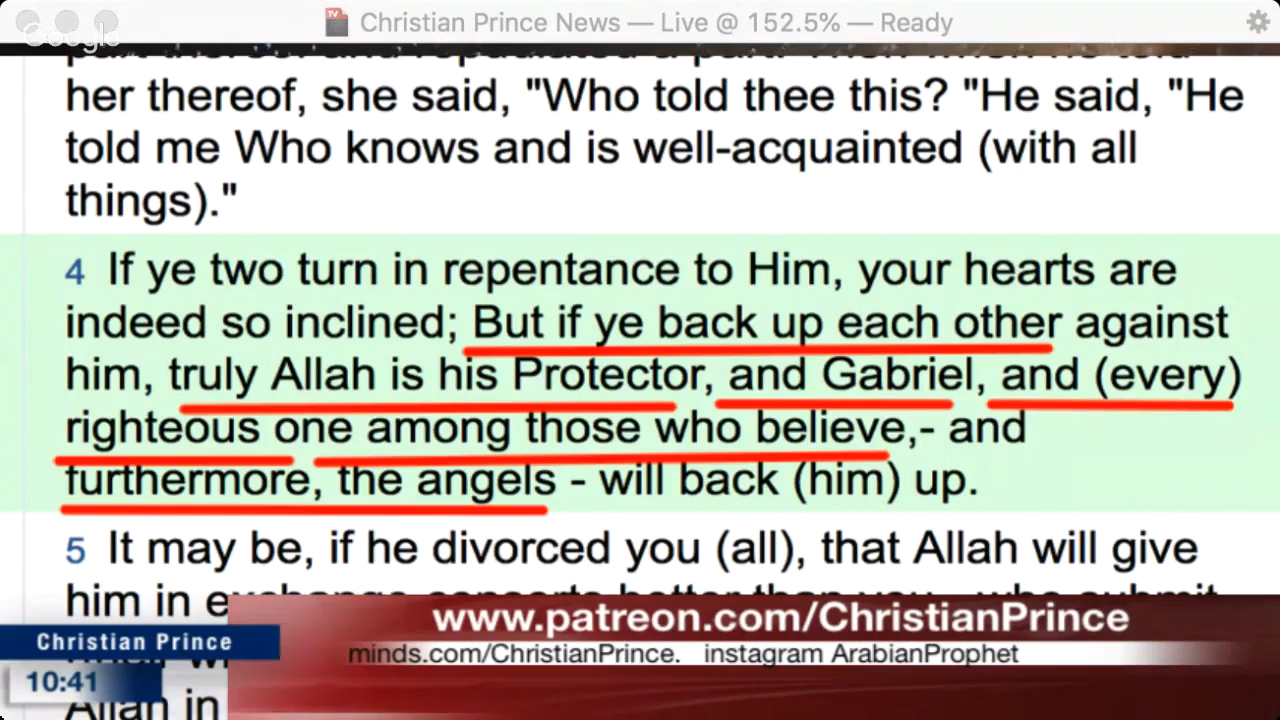 Christian Prince News — Live @ 152.5% — Ready
Google
her thereof, she said, "Who told thee this? "He said, "He
told me Who knows and is well-acquainted (with all
things)."
4 If ye two turn in repentance to Him, your hearts are
indeed so inclined; But if ye back up each other against
him, truly Allah is his Protector, and Gabriel, and (every)
righteous one among those who believe,- and
furthermore, the angels - will back (him) up.
5 It may be, if he divorced you (all), that Allah will give
him in
www.patreon.com/ChristianPrince
Christian Prince
minds.com/ChristianPrince. instagram ArabianProphet
10:41
Allah in